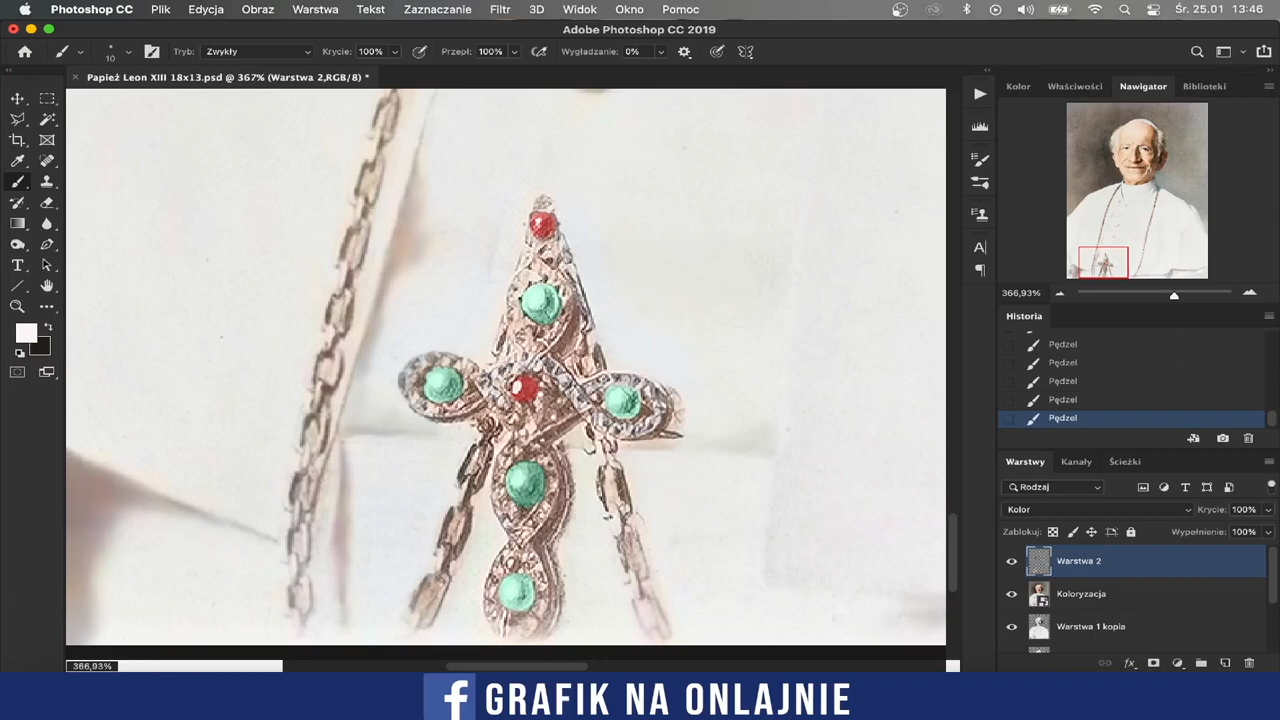 Photoshop CC Plik Edycja Obraz Warstwa Tekst Zaznaczanie Filtr 3D Widok Okno Pomoc Śr. 25.01 13:46
Adobe Photoshop CC 2019
10 Tryb: Zwykły Krycie: 100% Przepł: 100% Wygładzanie: 0%
Papież Leon XIII 18x13.psd @ 367% (Warstwa 2,RGB/8) *
Kolor Właściwości Nawigator Biblioteki
366,93%
Historia
Pędzel
Pędzel
Pędzel
Pędzel
Pędzel
Warstwy Kanały Ścieżki
Rodzaj
Kolor Krycie: 100%
Zablokuj: Wypełnienie: 100%
Warstwa 2
Koloryzacja
Warstwa 1 kopia
366,93%
f GRAFIK NA ONLAJNIE